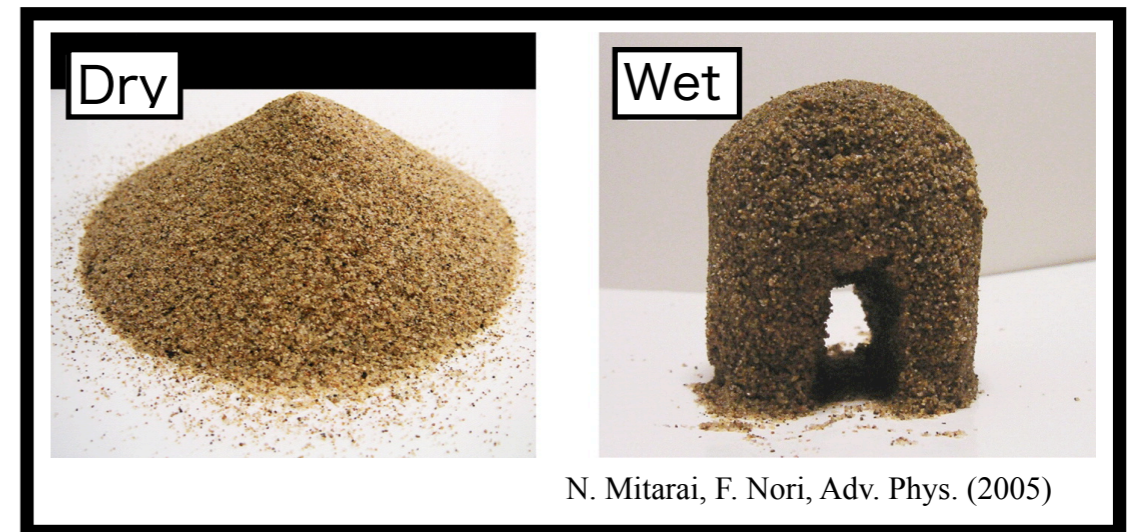 Dry
Wet
N. Mitarai, F. Nori, Adv. Phys. (2005)